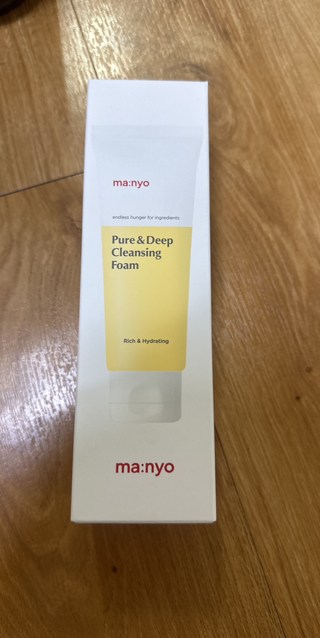 ma:nyo
endless hunger for ingredients
Pure & Deep
Cleansing
Foam
Rich & Hydrating
ma:nyo